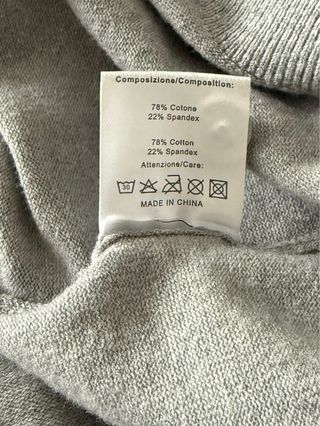 Composizione/Composition:
78% Cotone
22% Spandex
78% Cotton
22% Spandex
Attenzione/Care:
30
MADE IN CHINA